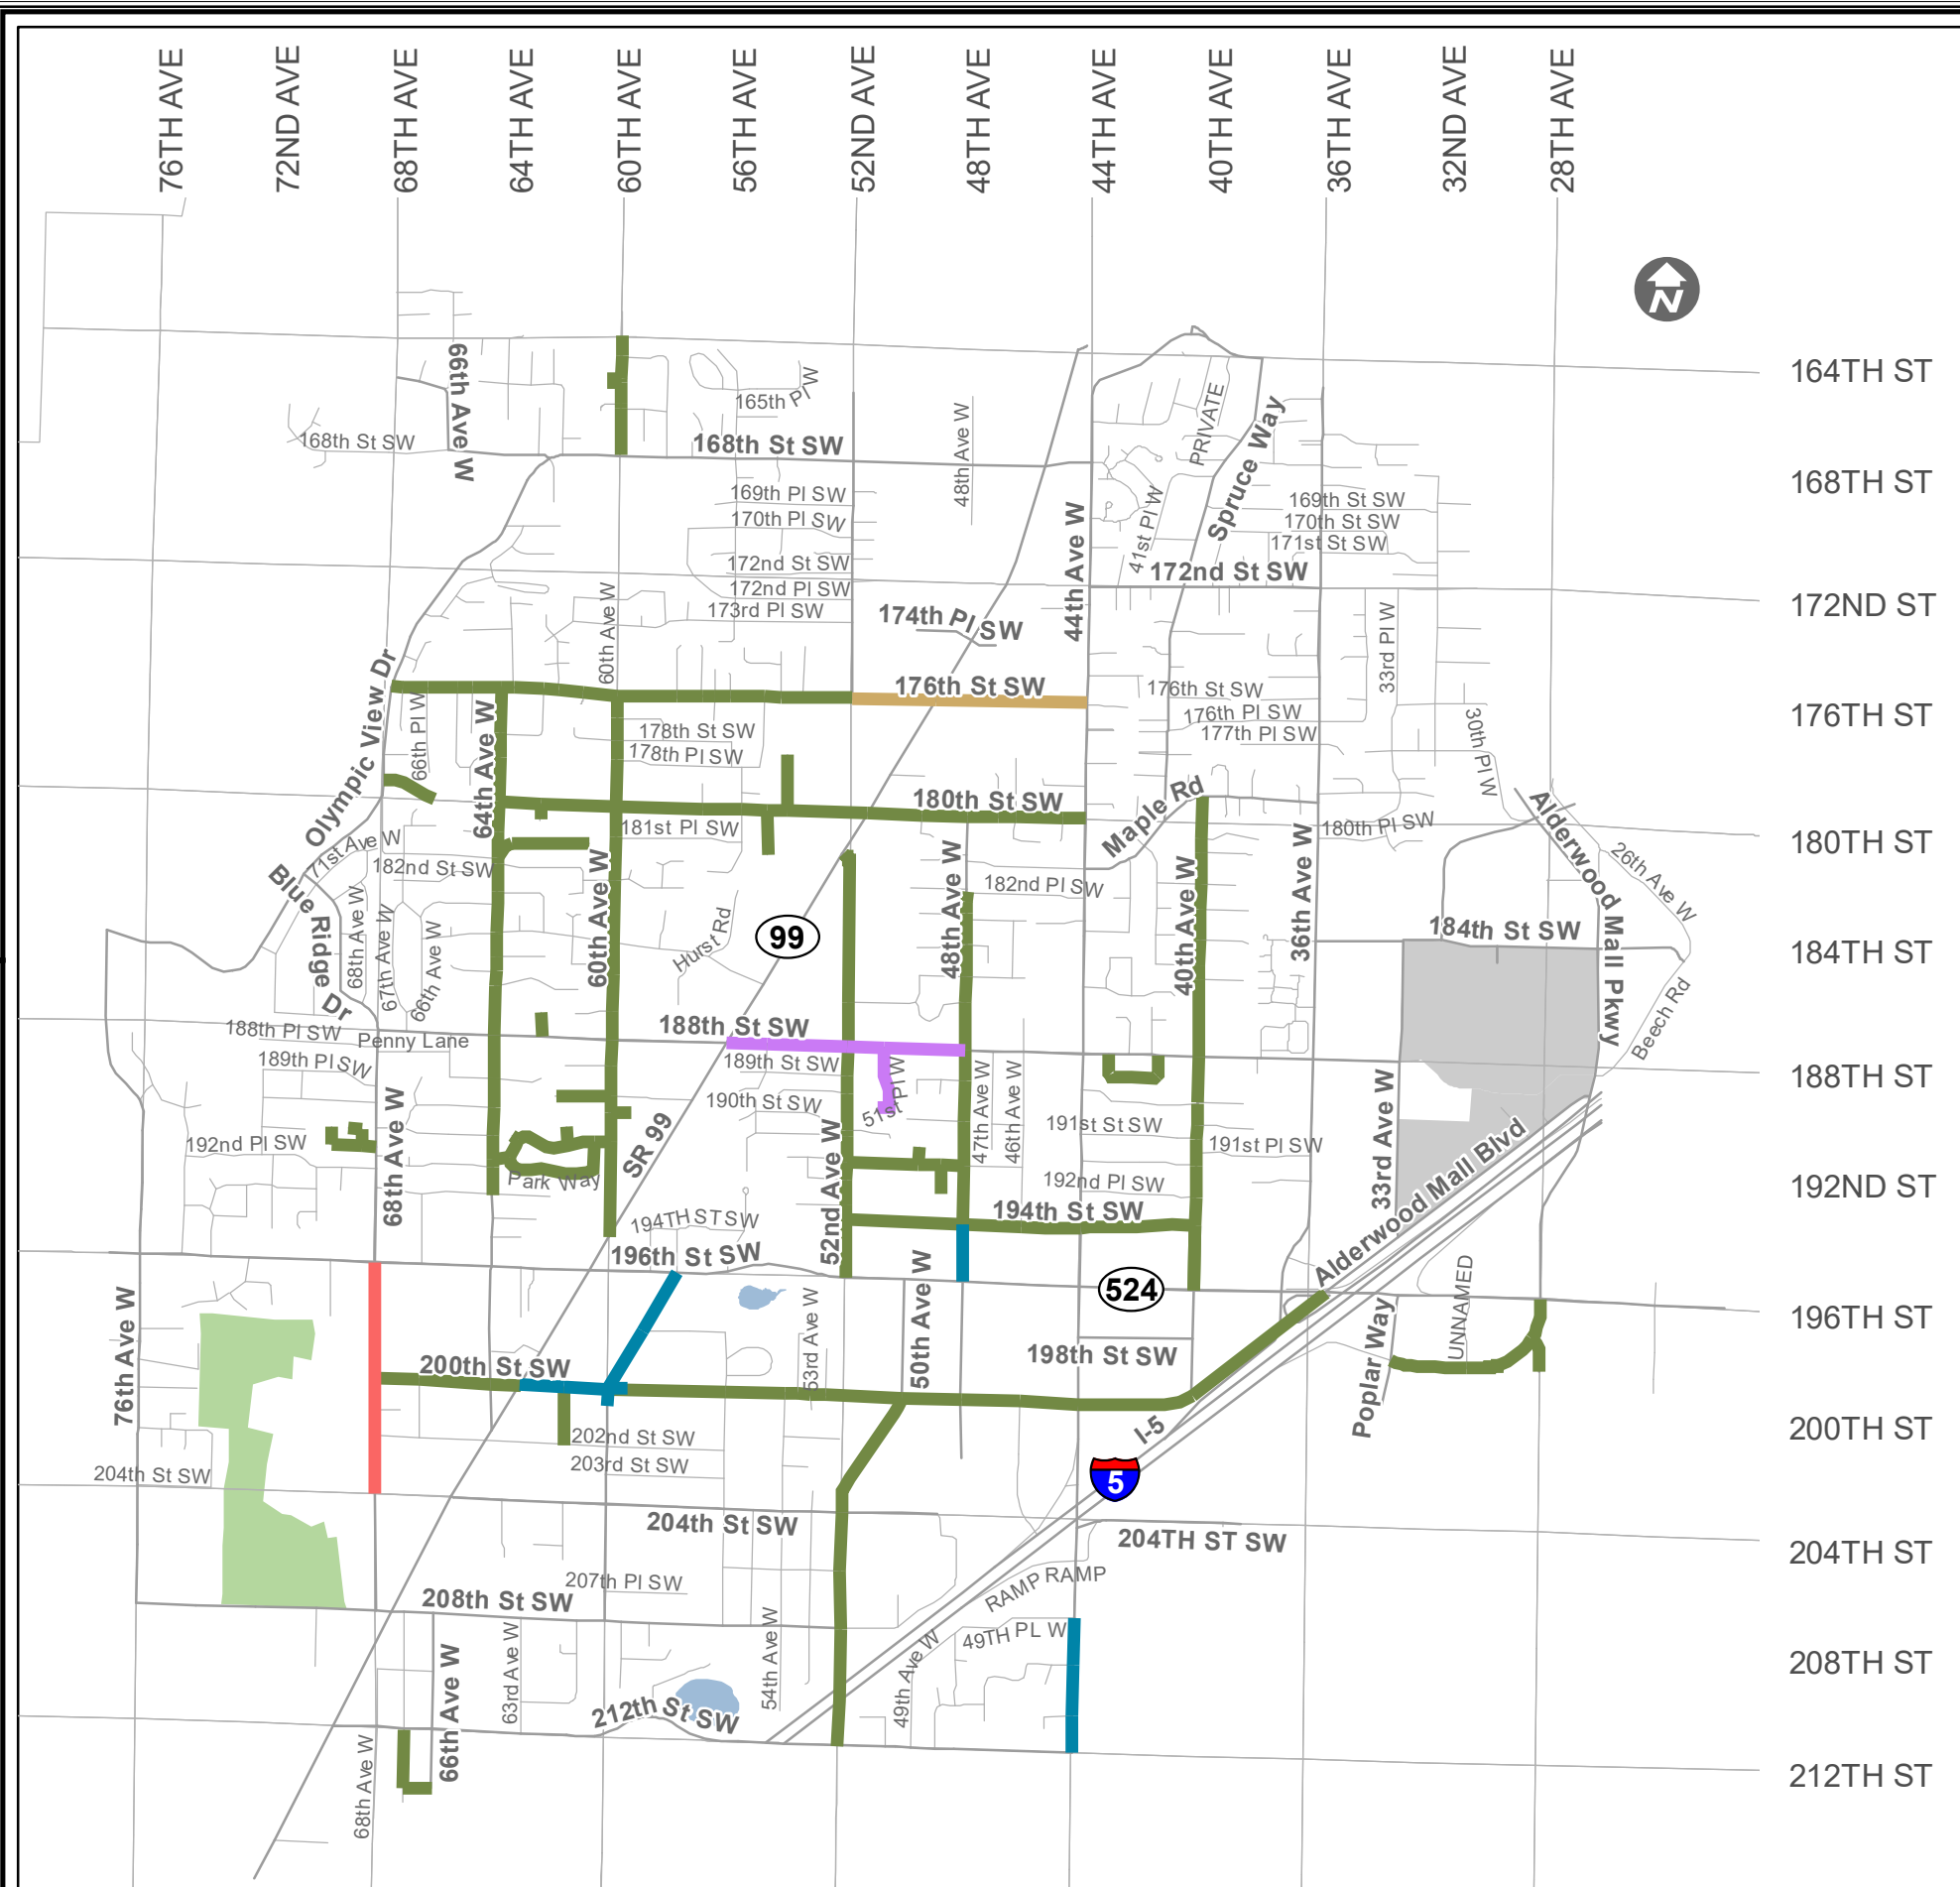 76TH AVE
72ND AVE
68TH AVE
64TH AVE
60TH AVE
56TH AVE
52ND AVE
48TH AVE
44TH AVE
40TH AVE
36TH AVE
32ND AVE
28TH AVE
N
164TH ST
66th Ave W
165th Pl W
48th Ave W
PRIVATE
Spruce Way
168th St SW
168th St SW
168TH ST
169th Pl SW
170th Pl SW
41st Pl W
169th St SW
170th St SW
171st St SW
44th Ave W
172nd St SW
172nd St SW
172nd Pl SW
173rd Pl SW
60th Ave W
174th Pl SW
33rd Pl W
172ND ST
Olympic View Dr
66th Pl W
64th Ave W
176th St SW
176th St SW
176th Pl SW
177th Pl SW
30th Pl W
176TH ST
178th St SW
178th Pl SW
180th St SW
Maple Rd
180th Pl SW
Alderwood Mall Pkwy
26th Ave W
180TH ST
181st Pl SW
71st Ave W
182nd St SW
182nd Pl SW
Blue Ridge Dr
68th Ave W
67th Ave W
66th Ave W
60th Ave W
Hurst Rd
99
48th Ave W
40th Ave W
36th Ave W
184th St SW
184TH ST
188th Pl SW
Penny Lane
188th St SW
Beech Rd
189th Pl SW
189th St SW
51st Pl W
47th Ave W
46th Ave W
188TH ST
190th St SW
68th Ave W
192nd Pl SW
Park Way
SR 99
52nd Ave W
191st St SW
191st Pl SW
33rd Ave W
Alderwood Mall Blvd
192nd Pl SW
192ND ST
194TH ST SW
194th St SW
196th St SW
524
76th Ave W
53rd Ave W
50th Ave W
198th St SW
Poplar Way
UNNAMED
196TH ST
200th St SW
I-5
5
202nd St SW
203rd St SW
204th St SW
200TH ST
204th St SW
204TH ST SW
204TH ST
207th Pl SW
RAMP
RAMP
208th St SW
66th Ave W
63rd Ave W
54th Ave W
49th Ave W
49TH PL W
208TH ST
212th St SW
68th Ave W
212TH ST